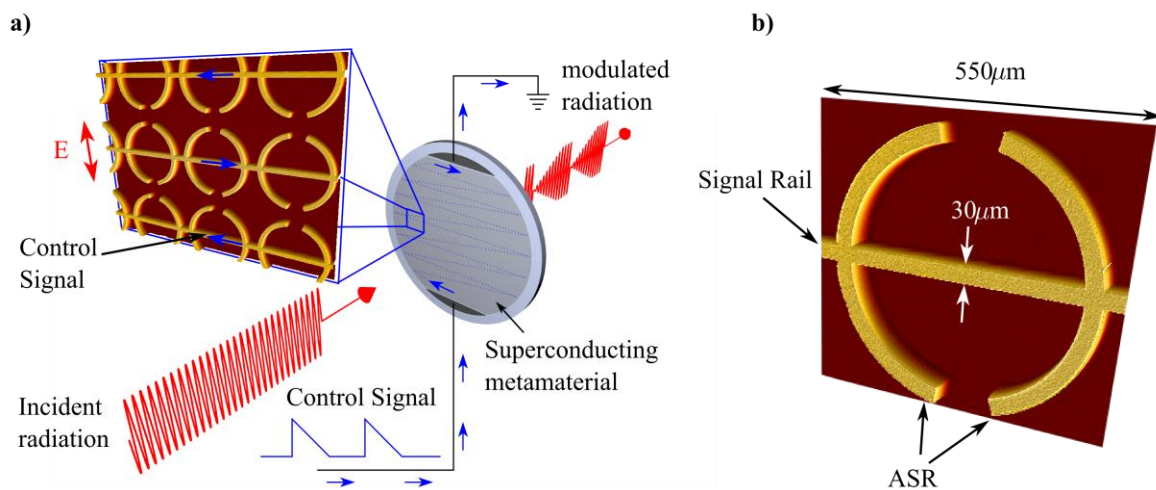 a)
E
Control
Signal
modulated
radiation
Incident
radiation
Control Signal
Superconducting
metamaterial
b)
550μm
Signal Rail
30μm
ASR